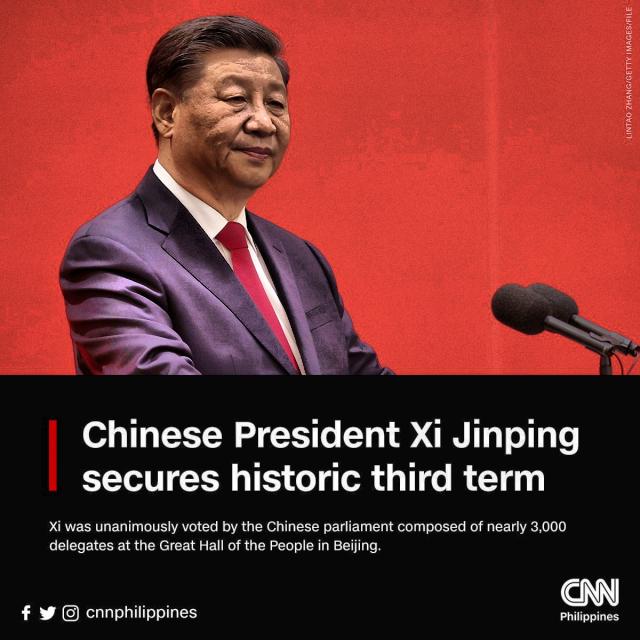 LINTAO ZHANG/GETTY IMAGES/FILE
Chinese President Xi Jinping
secures historic third term
Xi was unanimously voted by the Chinese parliament composed of nearly 3,000
delegates at the Great Hall of the People in Beijing.
cnnphilippines
CNN
Philippines